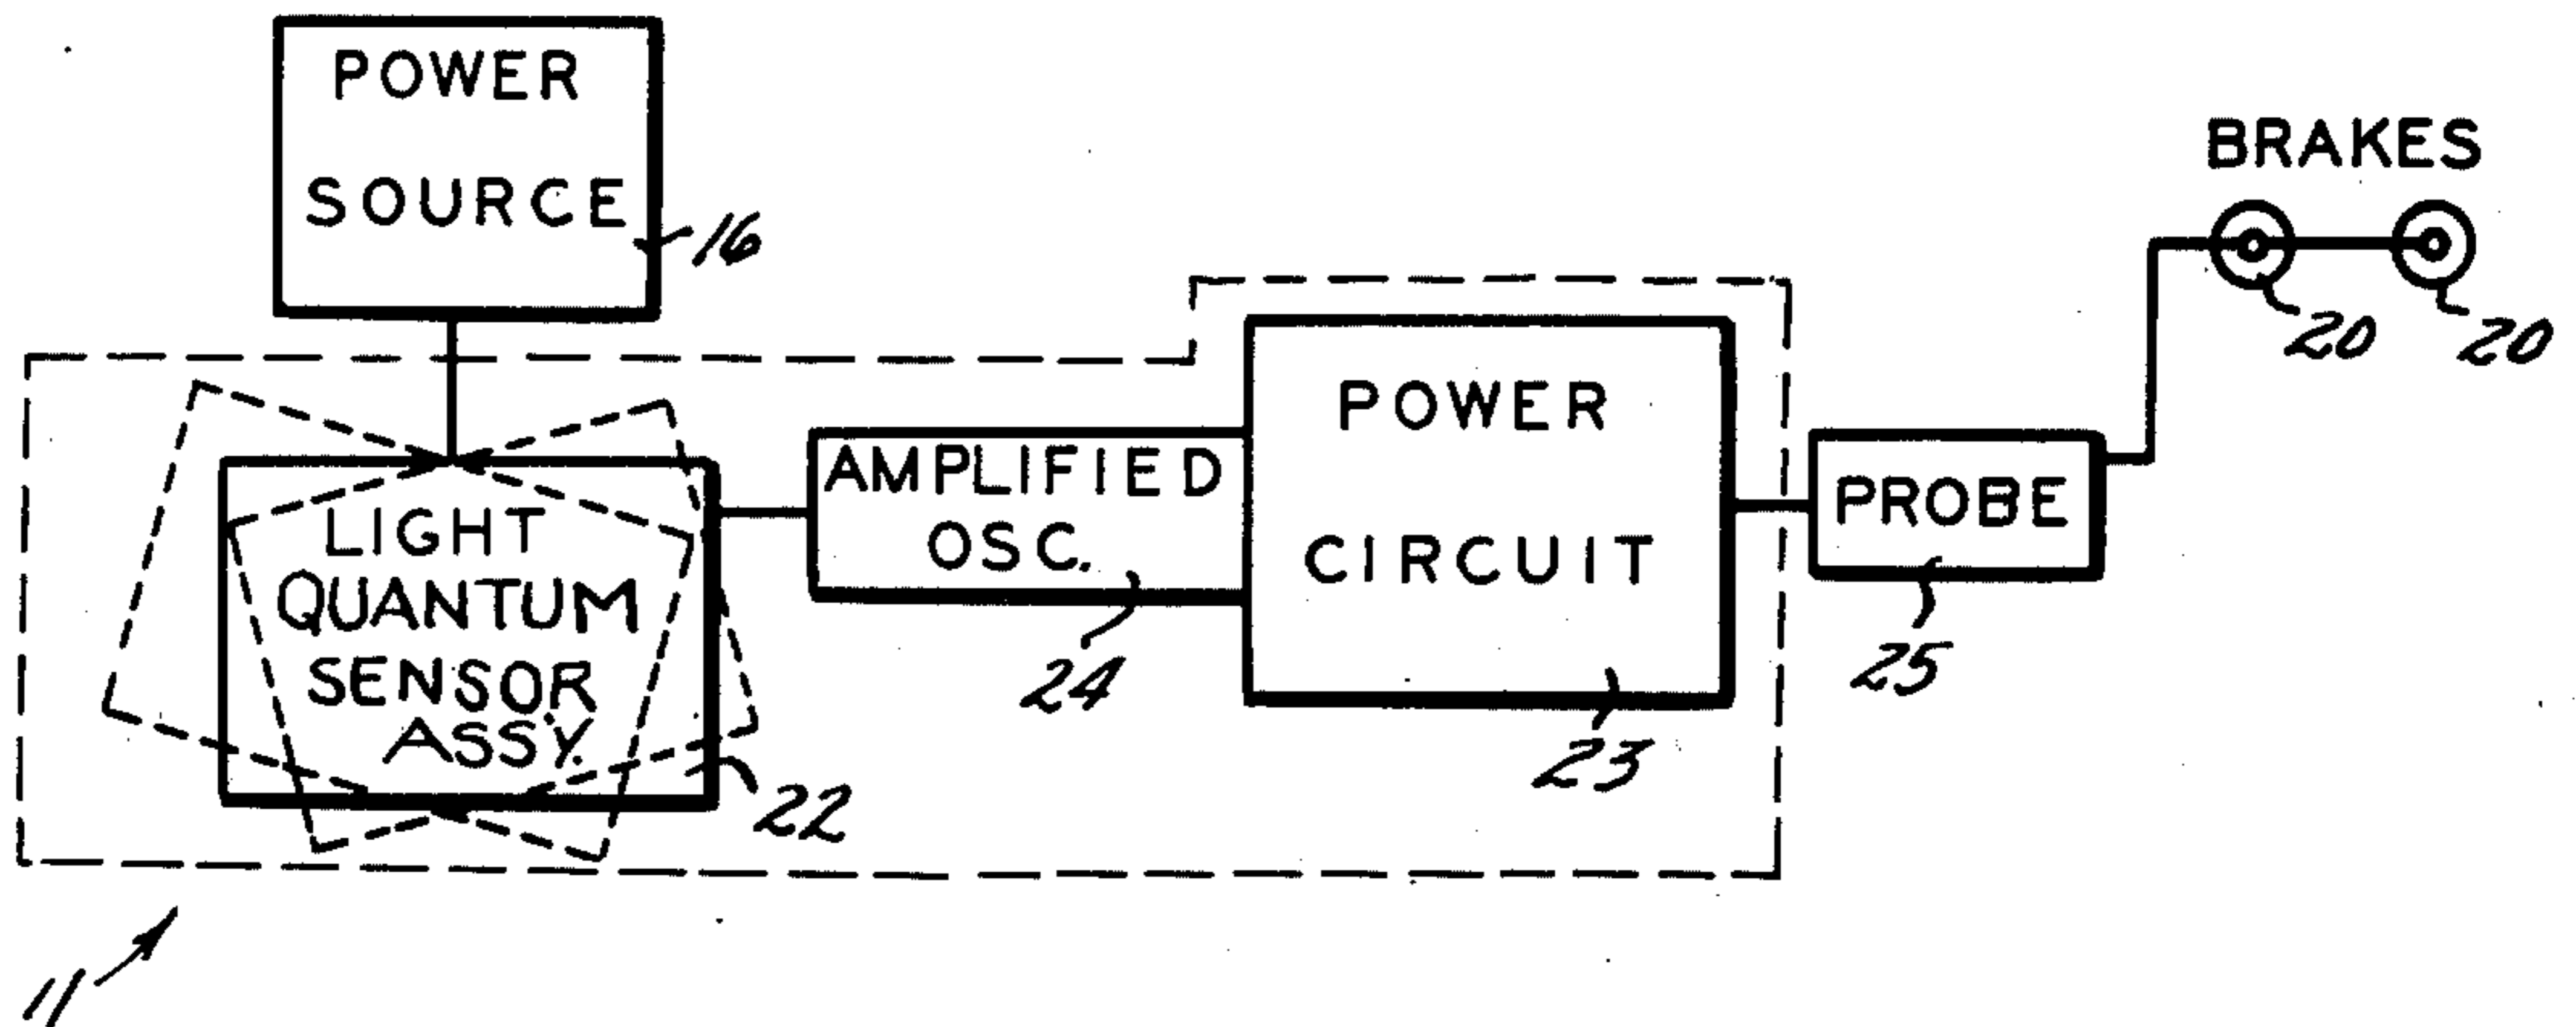 POWER
SOURCE
16
BRAKES
20
20
LIGHT
QUANTUM
SENSOR
ASSY.
22
AMPLIFIED
OSC.
24
POWER
CIRCUIT
23
PROBE
25
11